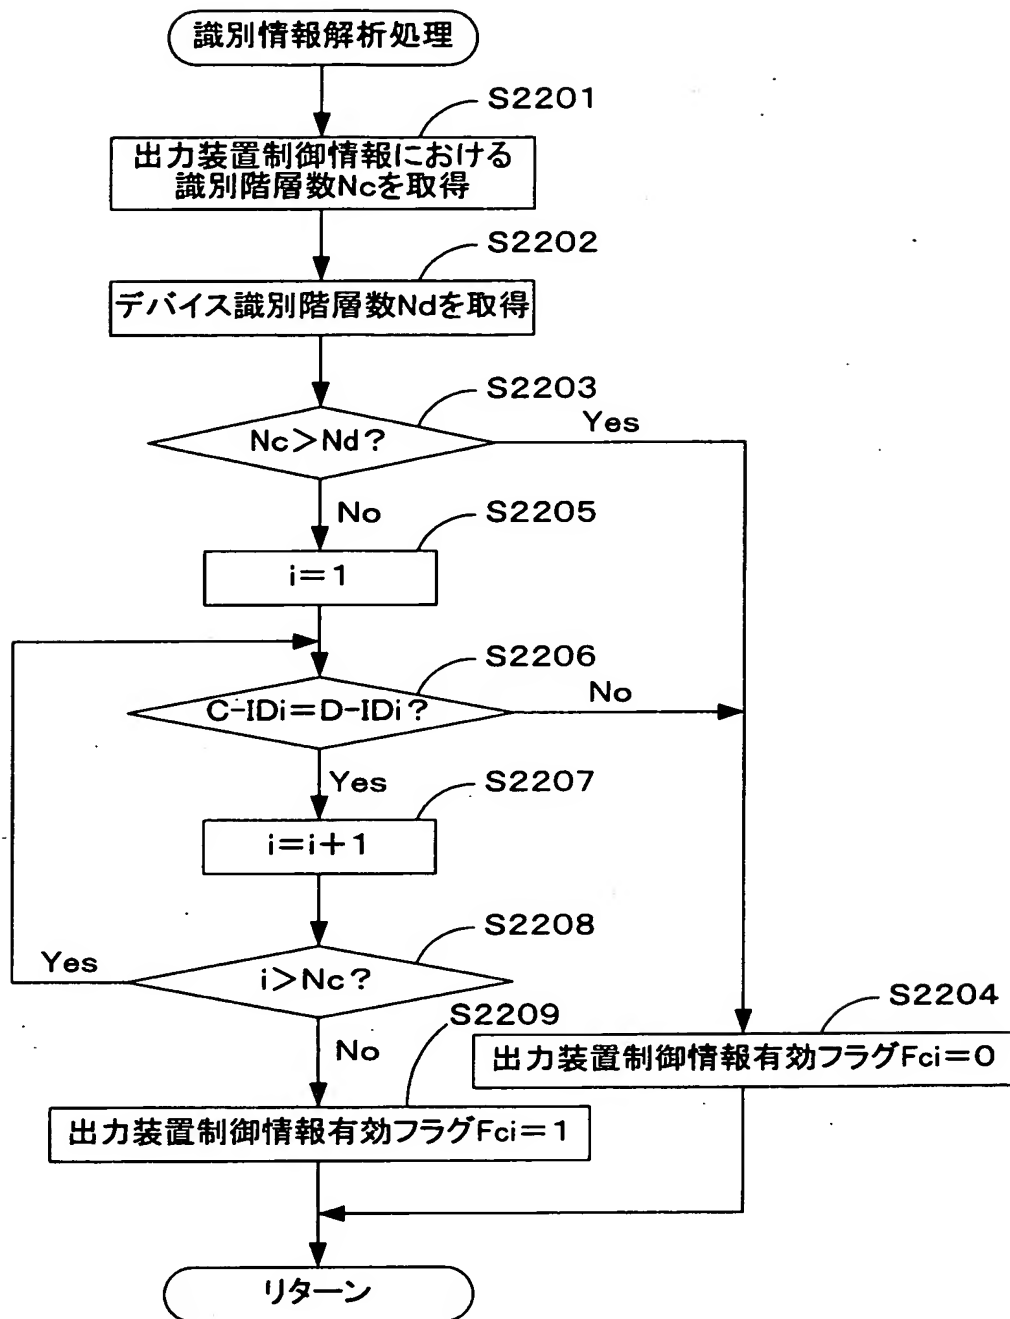 識別情報解析処理
S2201
出力装置制御情報における
識別階層数Ncを取得
S2202
デバイス識別階層数Ndを取得
S2203
Nc>Nd?
Yes
No
S2205
i=1
S2206
C-IDi=D-IDi?
No
Yes
S2207
i=i+1
S2208
i>Nc?
Yes
No
S2209
S2204
出力装置制御情報有効フラグFci=0
出力装置制御情報有効フラグFci=1
リターン